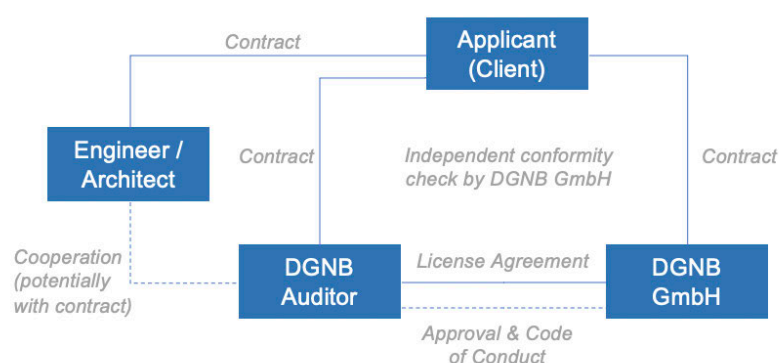 Contract
Applicant
(Client)
Engineer /
Architect
Contract
Independent conformity
check by DGNB GmbH
Contract
Cooperation
(potentially
with contract)
DGNB
Auditor
License Agreement
DGNB
GmbH
Approval & Code
of Conduct